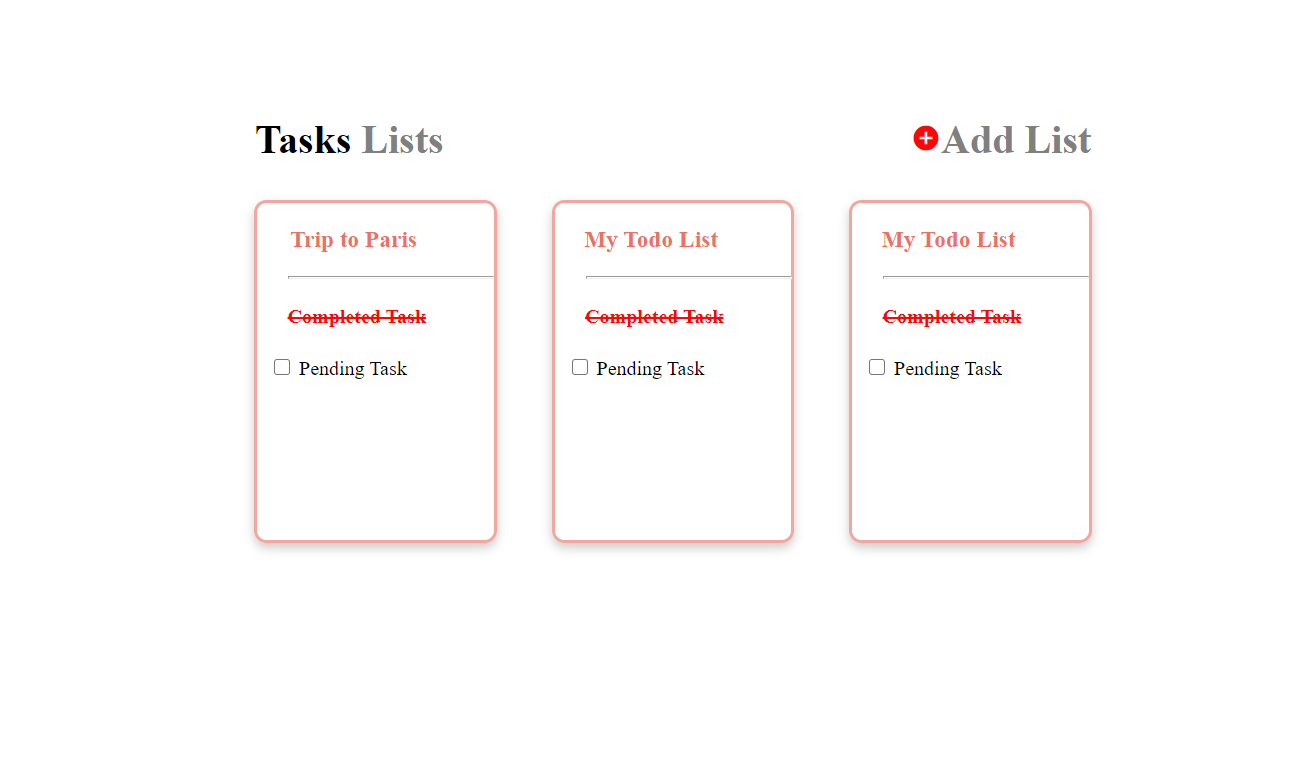 Tasks Lists
Add List
Trip to Paris
Completed Task
Pending Task
My Todo List
Completed Task
Pending Task
My Todo List
Completed Task
Pending Task